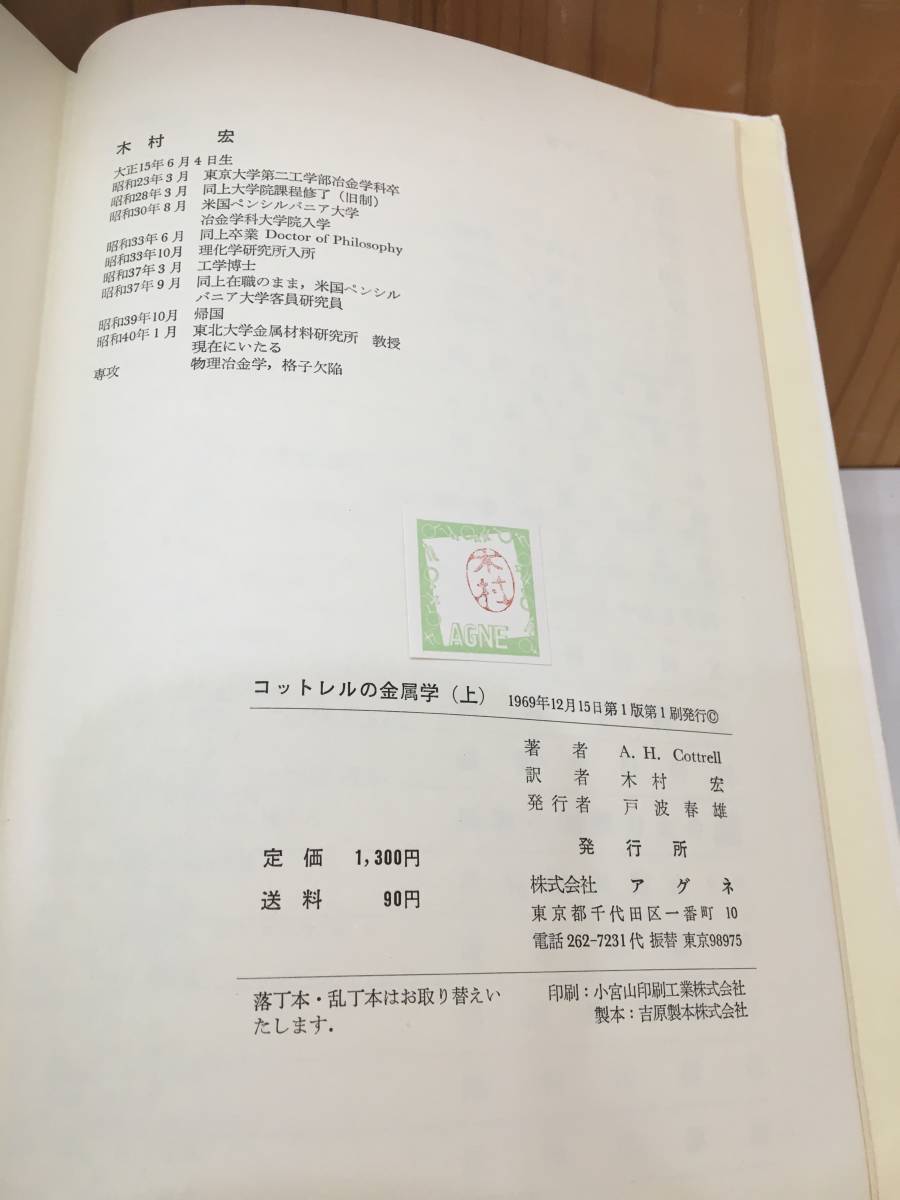 木村 宏
大正15年6月4日生
昭和23年3月 東京大学第二工学部冶金学科卒
昭和28年3月 同上大学院課程修了（旧制）
昭和30年8月 米国ペンシルバニア大学
冶金学科大学院入学
昭和33年6月 同上卒業 Doctor of Philosophy
昭和33年10月 理化学研究所入所
昭和37年3月 工学博士
昭和37年9月 同上在職のまま，米国ペンシル
バニア大学客員研究員
昭和39年10月 帰国
昭和40年1月 東北大学金属材料研究所 教授
現在にいたる
専攻 物理冶金学，格子欠陥
木村
AGNE
コットレルの金属学（上） 1969年12月15日第1版第1刷発行©
著者 A. H. Cottrell
訳者 木村 宏
発行者 戸波春雄
発行所
定価 1,300円
株式会社 アグネ
送料 90円
東京都千代田区一番町 10
電話 262-7231代 振替 東京98975
落丁本・乱丁本はお取り替えい
たします．
印刷：小宮山印刷工業株式会社
製本：吉原製本株式会社